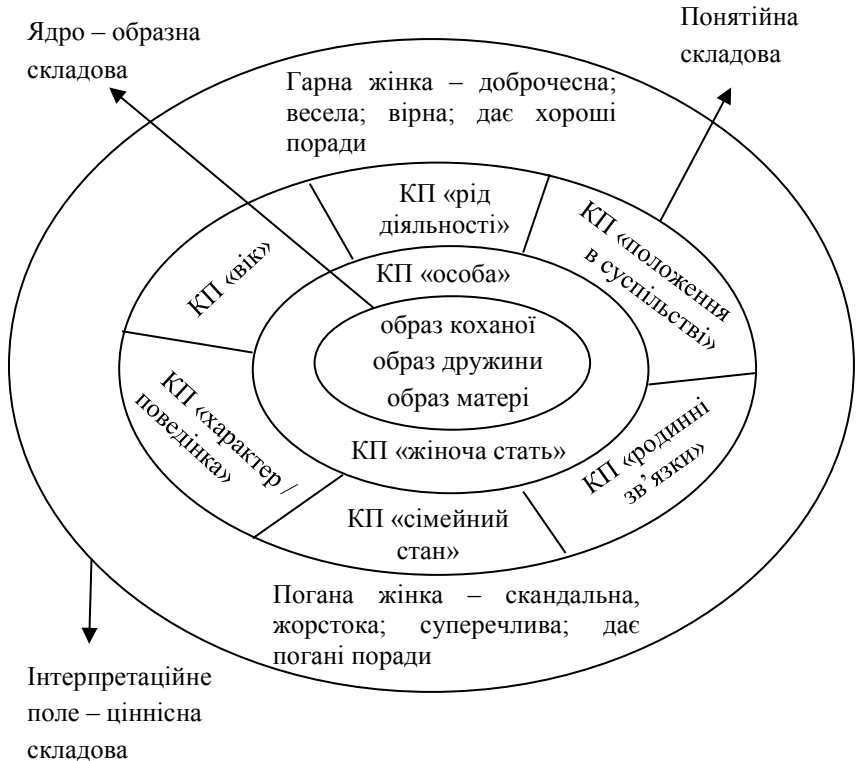 Ядро – образна
складова
Понятійна
складова
Гарна жінка – доброчесна;
весела; вірна; дає хороші
поради
КП «рід
діяльності»
КП «вік»
КП «положення
в суспільстві»
КП «особа»
образ коханої
образ дружини
образ матері
КП «жіноча стать»
КП «характер /
поведінка»
КП «родинні
зв’язки»
КП «сімейний
стан»
Погана жінка – скандальна,
жорстока; суперечлива; дає
погані поради
Інтерпретаційне
поле – ціннісна
складова